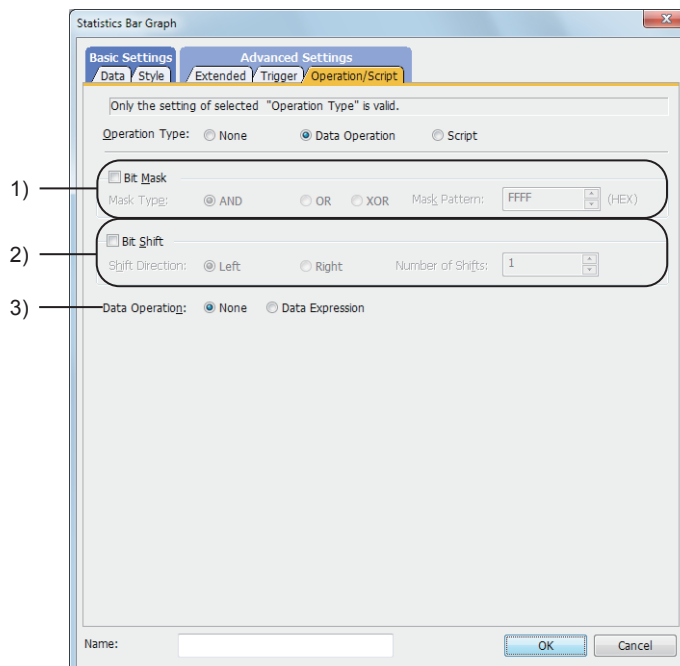 Statistics Bar Graph
Basic Settings Advanced Settings
Data Style Extended Trigger Operation/Script
Only the setting of selected "Operation Type" is valid.
Operation Type: None Data Operation Script
1) Bit Mask
Mask Type: AND OR XOR Mask Pattern: FFFF (HEX)
2) Bit Shift
Shift Direction: Left Right Number of Shifts: 1
3) Data Operation: None Data Expression
Name: OK Cancel